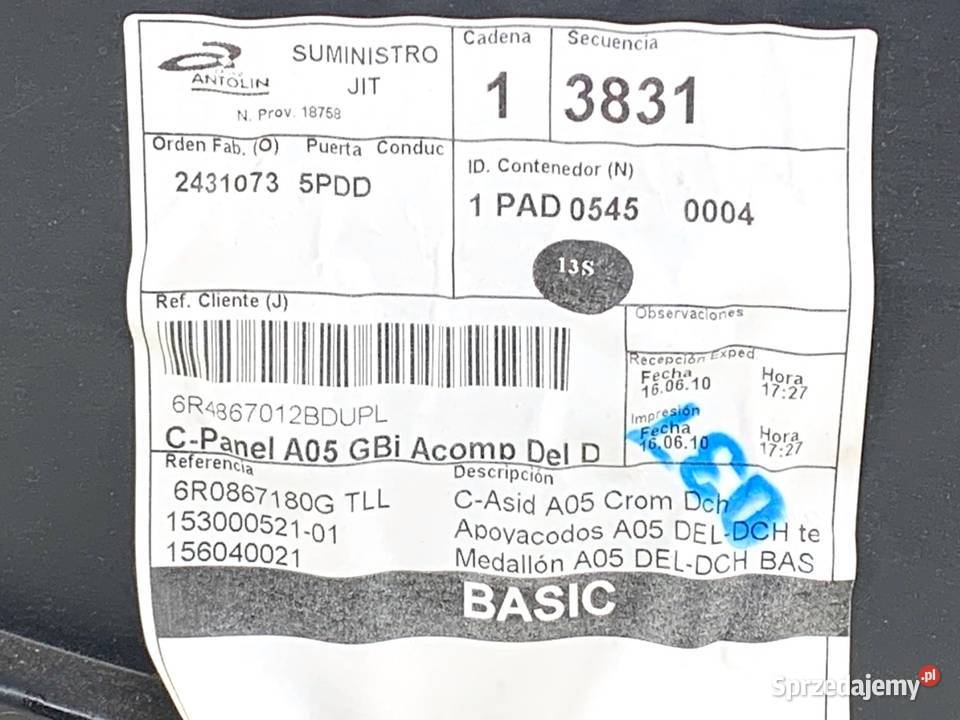 ANTOLIN
SUMINISTRO
JIT
N. Prov. 18758
Cadena
1
Secuencia
3831
Orden Fab. (O) Puerta Conduc
2431073 5PDD
ID. Contenedor (N)
1 PAD 0545 0004
13S
Ref. Cliente (J)
6R4867012BDUPL
C-Panel A05 GBi Acomp Del D
Observaciones
Recepción Exped
Fecha Hora
16.06.10 17:27
Impresión
Fecha Hora
16.06.10 17:27
Referencia Descripción
6R0867180G TLL C-Asid A05 Crom Dch
153000521-01 Apovacodos A05 DEL-DCH te
156040021 Medallón A05 DEL-DCH BAS
BASIC
Sprzedajemy.pl